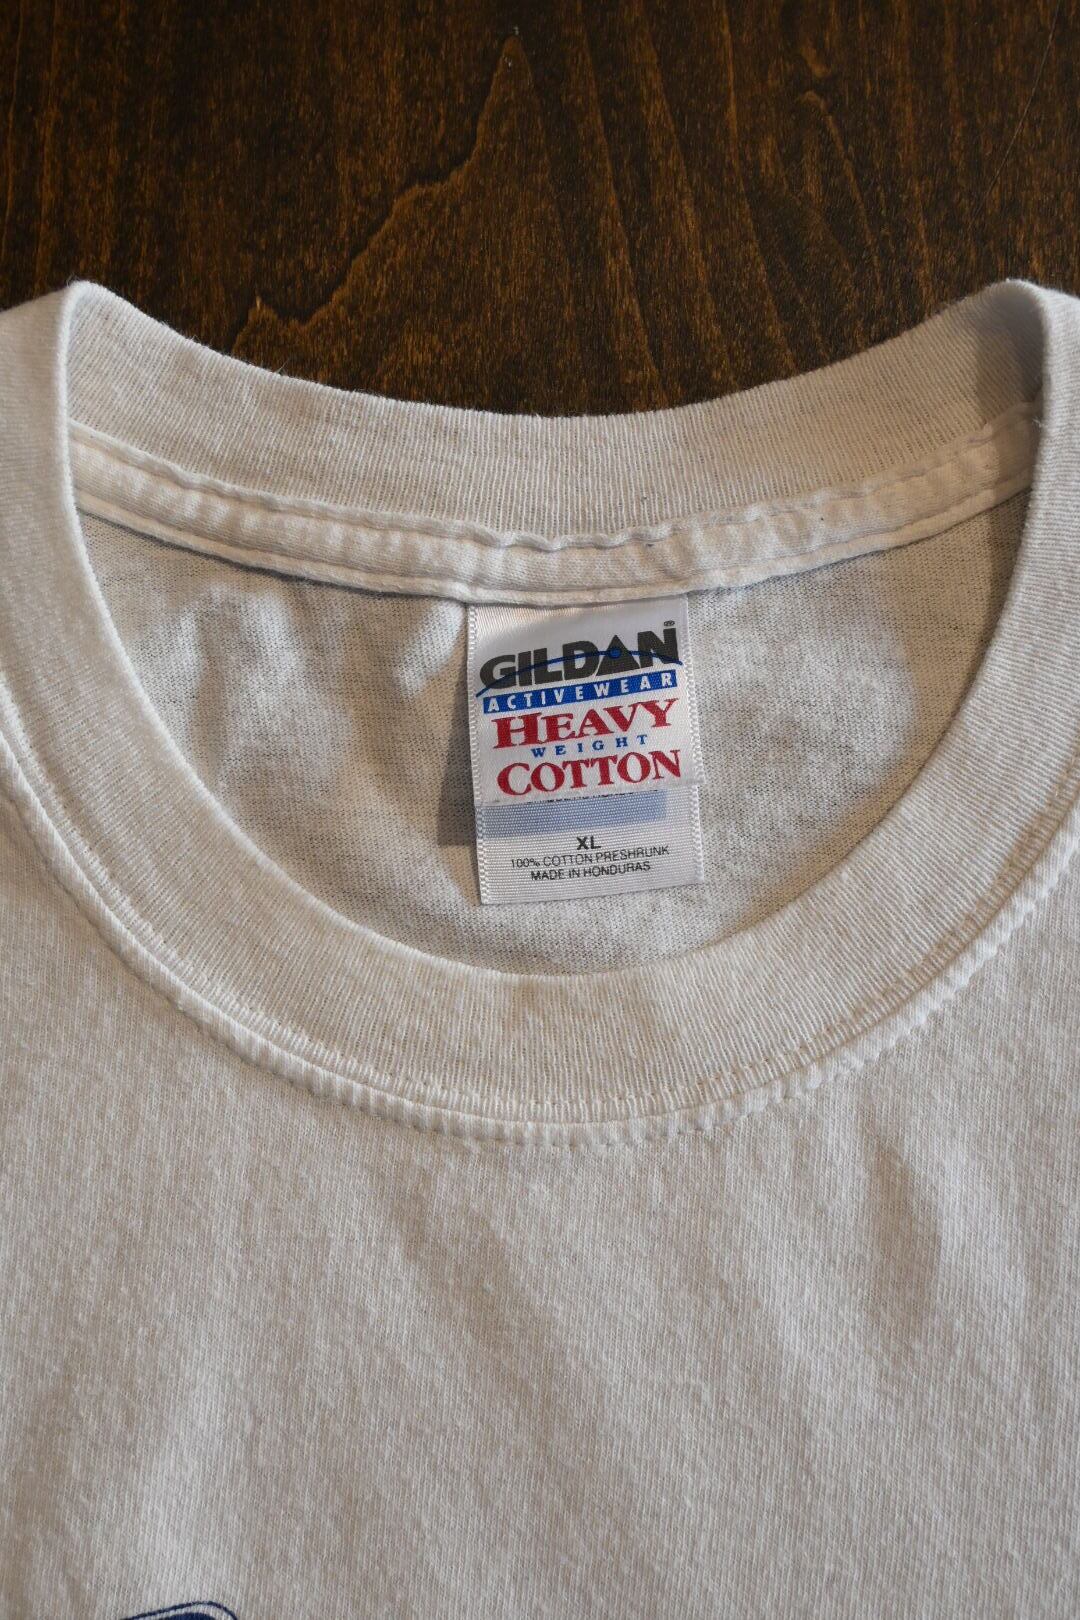 GILDAN®
ACTIVEWEAR
HEAVY
WEIGHT
COTTON
XL
100% COTTON PRESHRUNK
MADE IN HONDURAS